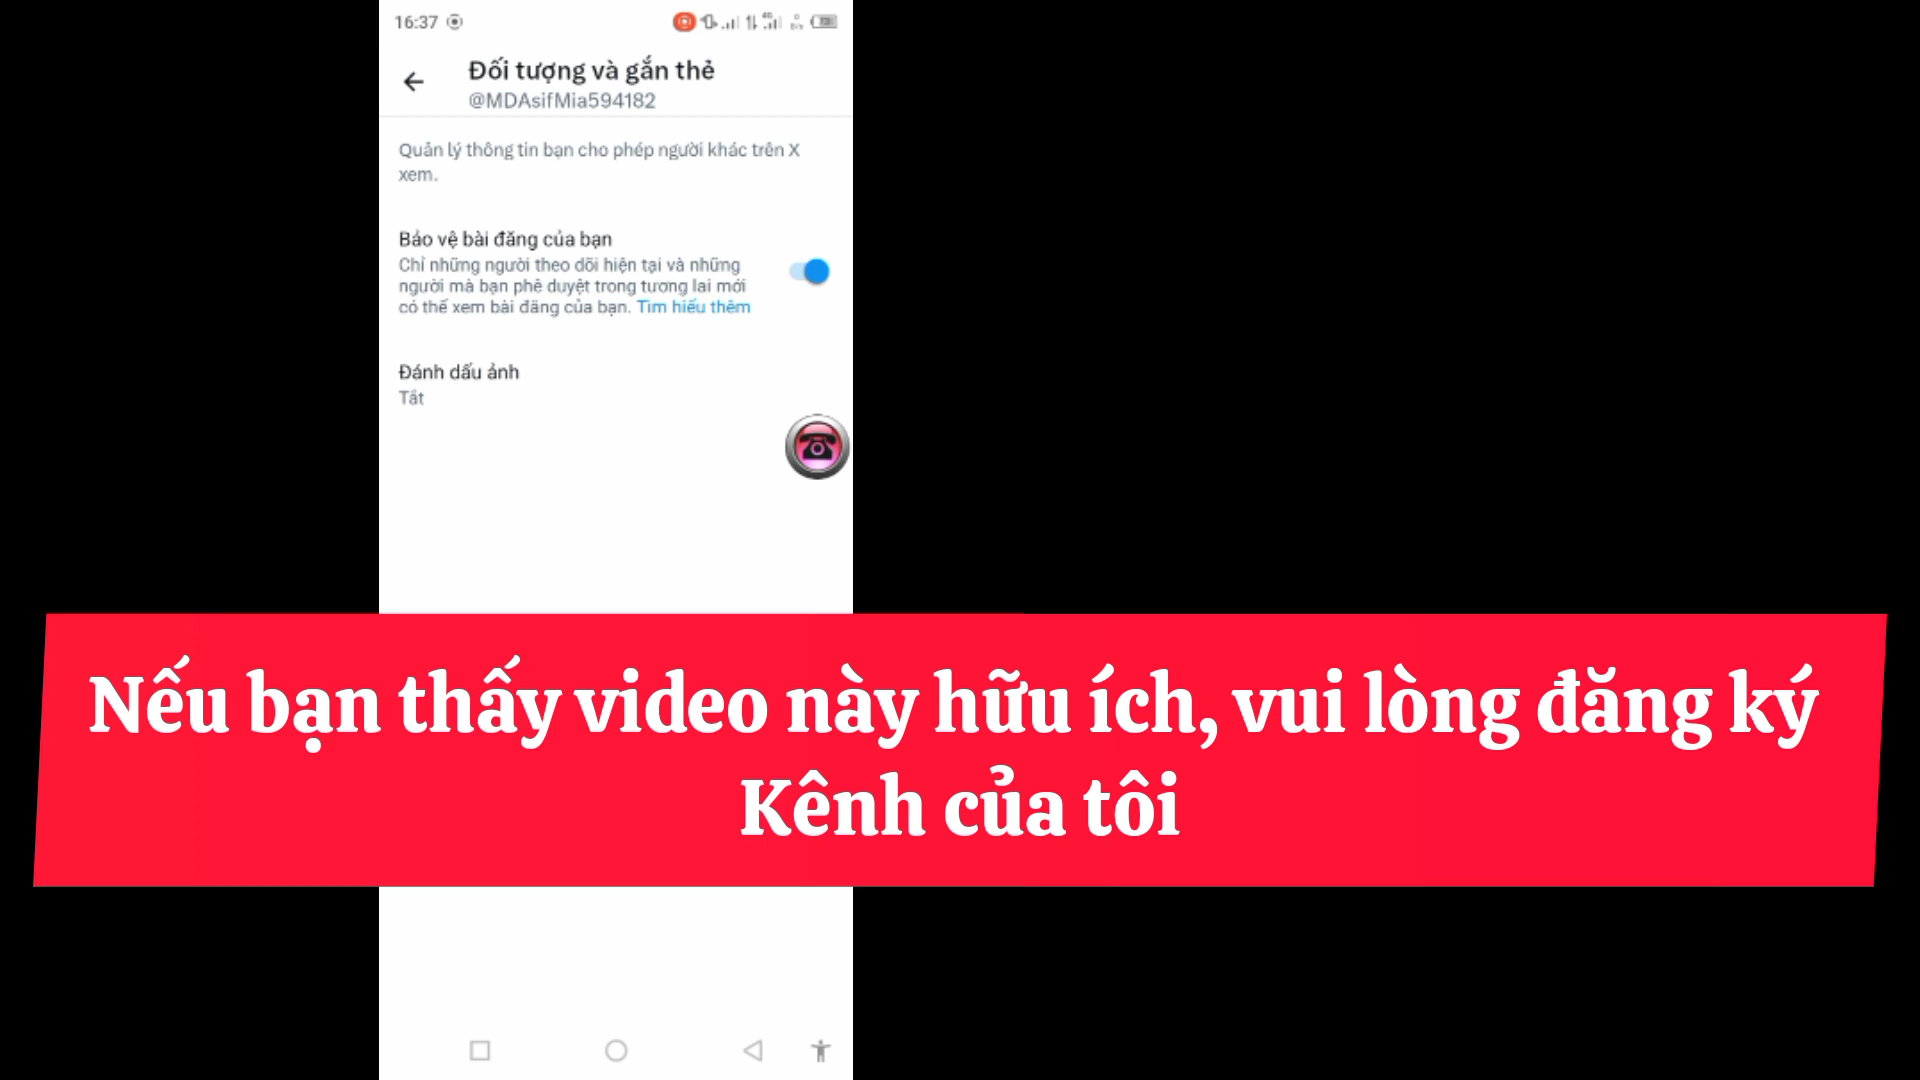 16:37
Đối tượng và gắn thẻ
@MDAsifMia594182
Quản lý thông tin bạn cho phép người khác trên X
xem.
Bảo vệ bài đăng của bạn
Chỉ những người theo dõi hiện tại và những
người mà bạn phê duyệt trong tương lai mới
có thể xem bài đăng của bạn. Tìm hiểu thêm
Đánh dấu ảnh
Tắt
Nếu bạn thấy video này hữu ích, vui lòng đăng ký
Kênh của tôi